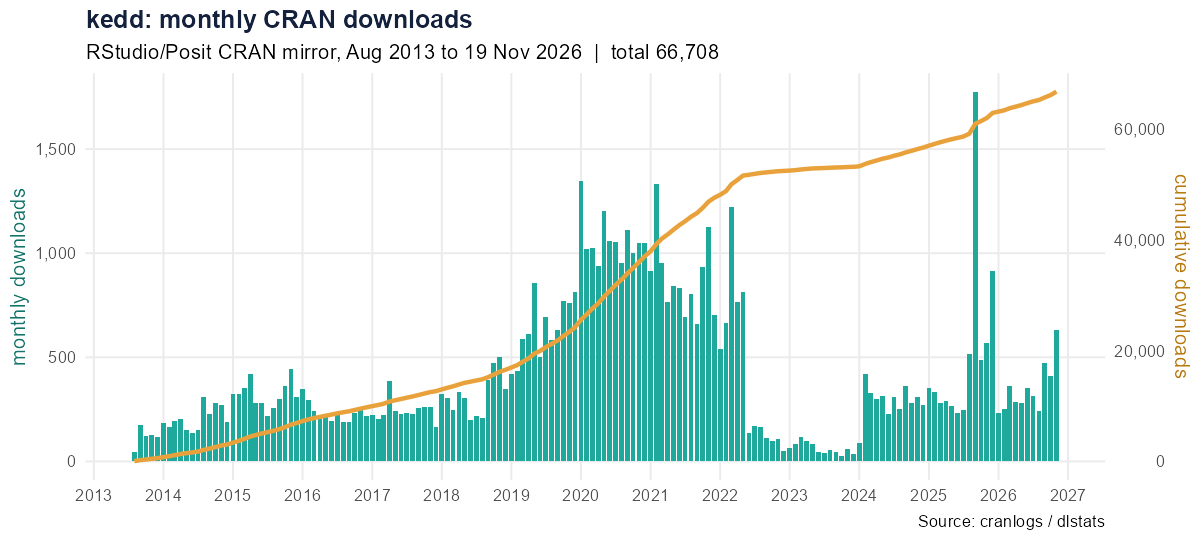 kedd: monthly CRAN downloads
RStudio/Posit CRAN mirror, Aug 2013 to 19 Nov 2026 | total 66,708
monthly downloads
1,500
1,000
500
0
60,000
40,000
20,000
0
cumulative downloads
2013 2014 2015 2016 2017 2018 2019 2020 2021 2022 2023 2024 2025 2026 2027
Source: cranlogs / dlstats